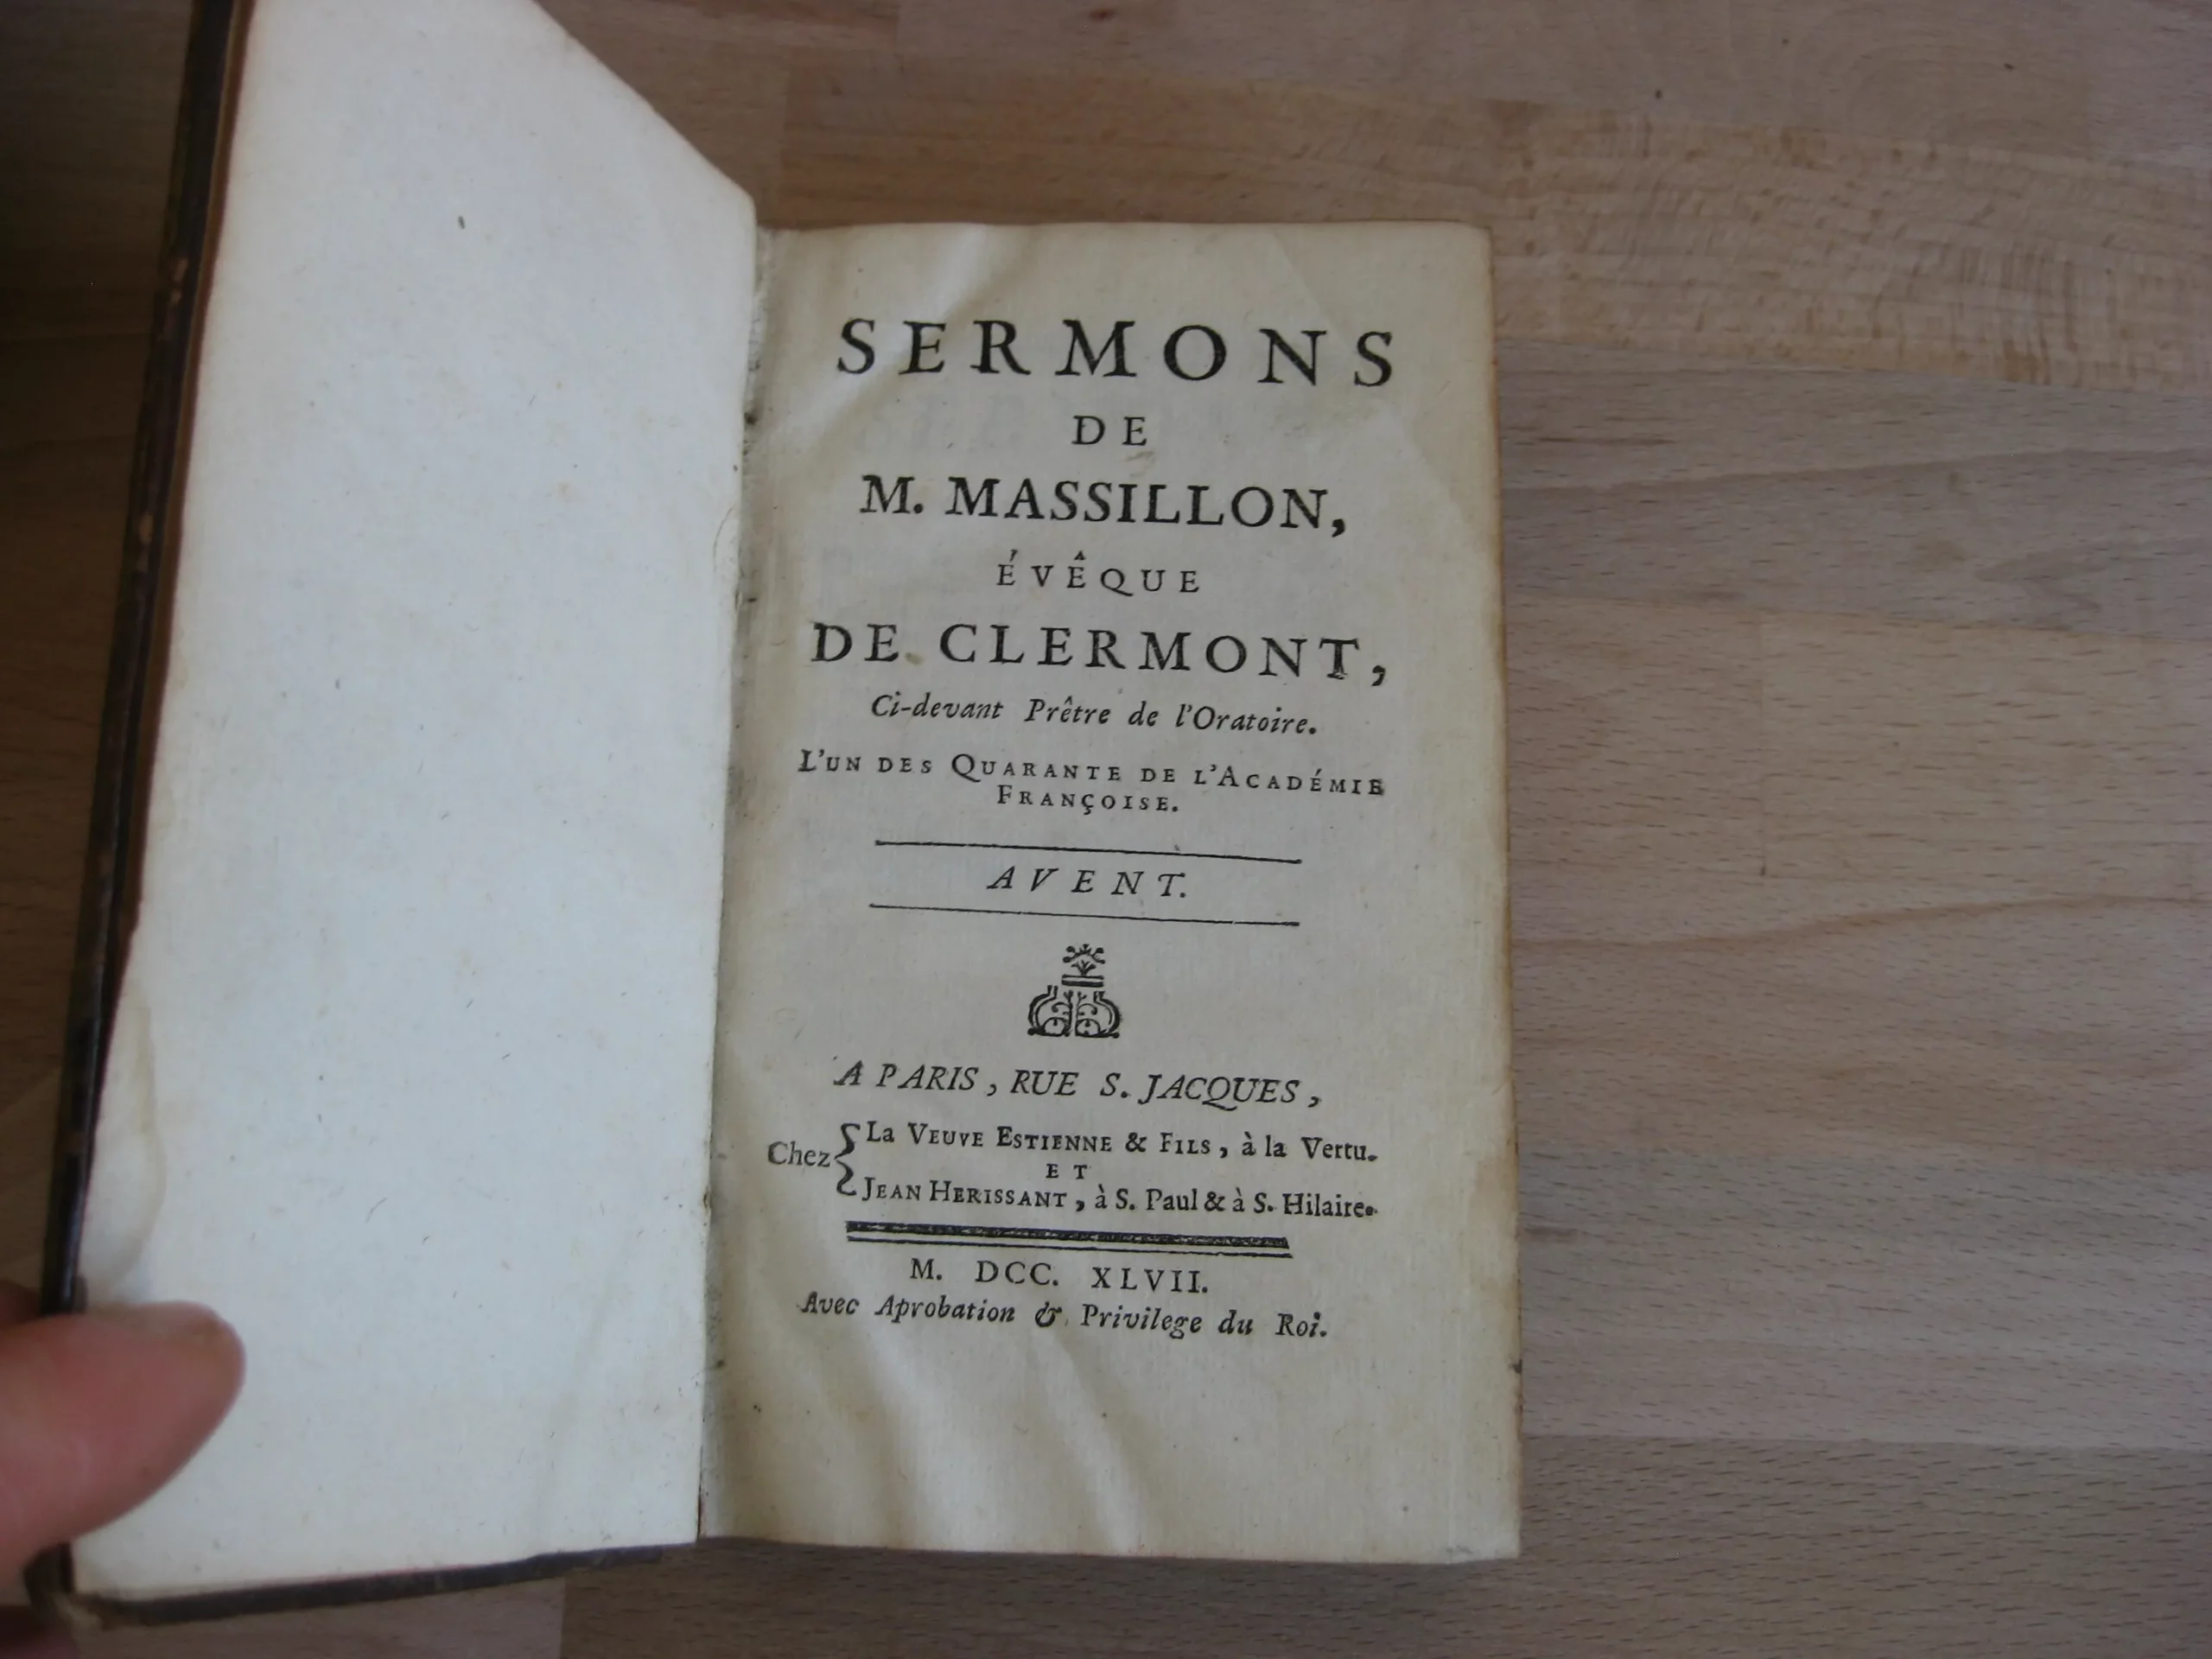 SERMONS
DE
M. MASSILLON,
ÉVÊQUE
DE CLERMONT,
Ci-devant Prêtre de l'Oratoire.
L'UN DES QUARANTE DE L'ACADÉMIE
FRANÇOISE.
AVENT.
A PARIS, RUE S. JACQUES,
Chez { La VEUVE ESTIENNE & FILS, à la Vertu.
ET
JEAN HERISSANT, à S. Paul & à S. Hilaire.
M. DCC. XLVII.
Avec Aprobation & Privilege du Roi.